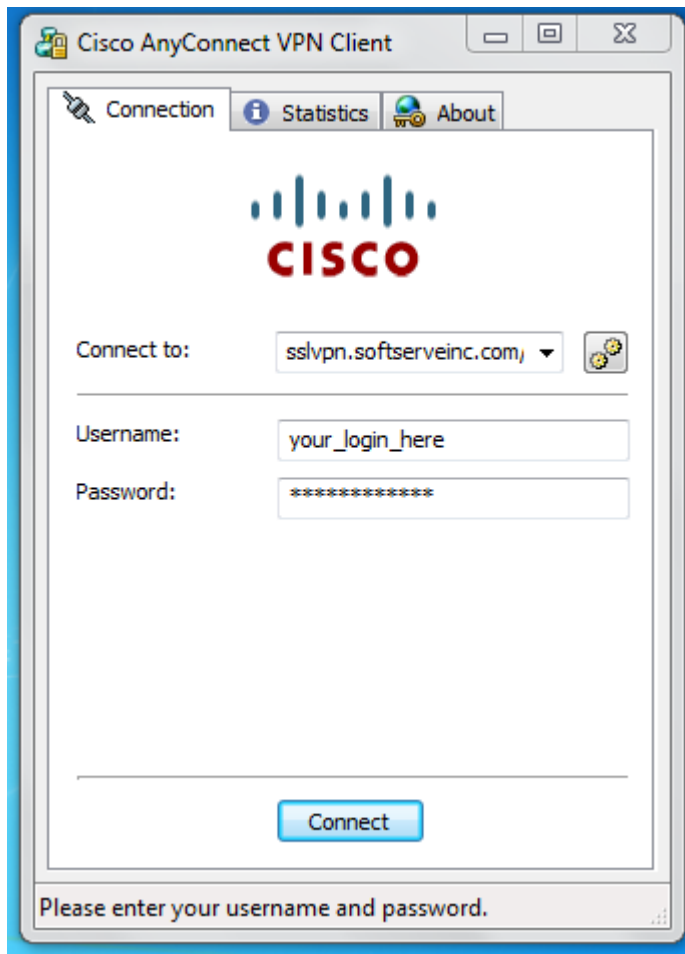 Cisco AnyConnect VPN Client
Connection Statistics About
CISCO
Connect to: sslvpn.softserveinc.com/
Username: your_login_here
Password: ************
Connect
Please enter your username and password.